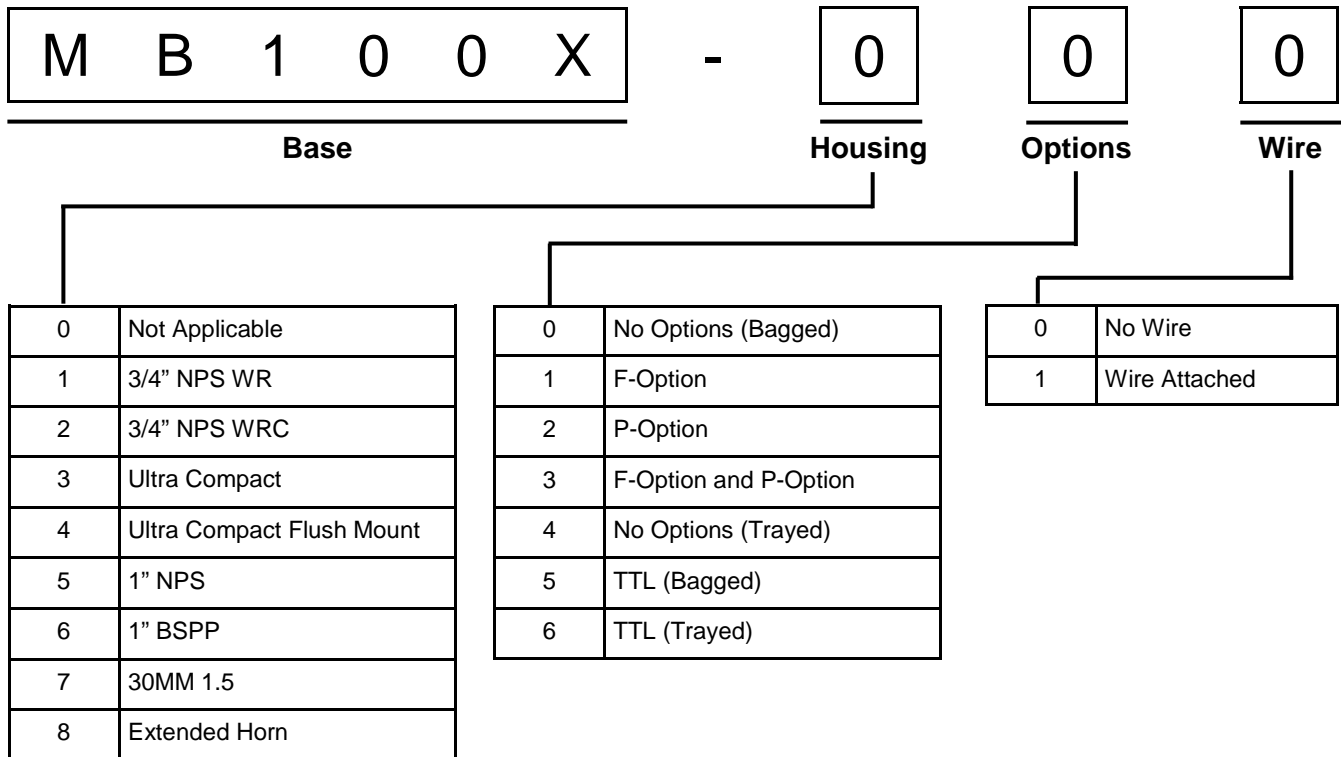 M B 1 0 0 X - 0 0 0
Base Housing Options Wire
0 Not Applicable
1 3/4” NPS WR
2 3/4” NPS WRC
3 Ultra Compact
4 Ultra Compact Flush Mount
5 1” NPS
6 1” BSPP
7 30MM 1.5
8 Extended Horn
0 No Options (Bagged)
1 F-Option
2 P-Option
3 F-Option and P-Option
4 No Options (Trayed)
5 TTL (Bagged)
6 TTL (Trayed)
0 No Wire
1 Wire Attached